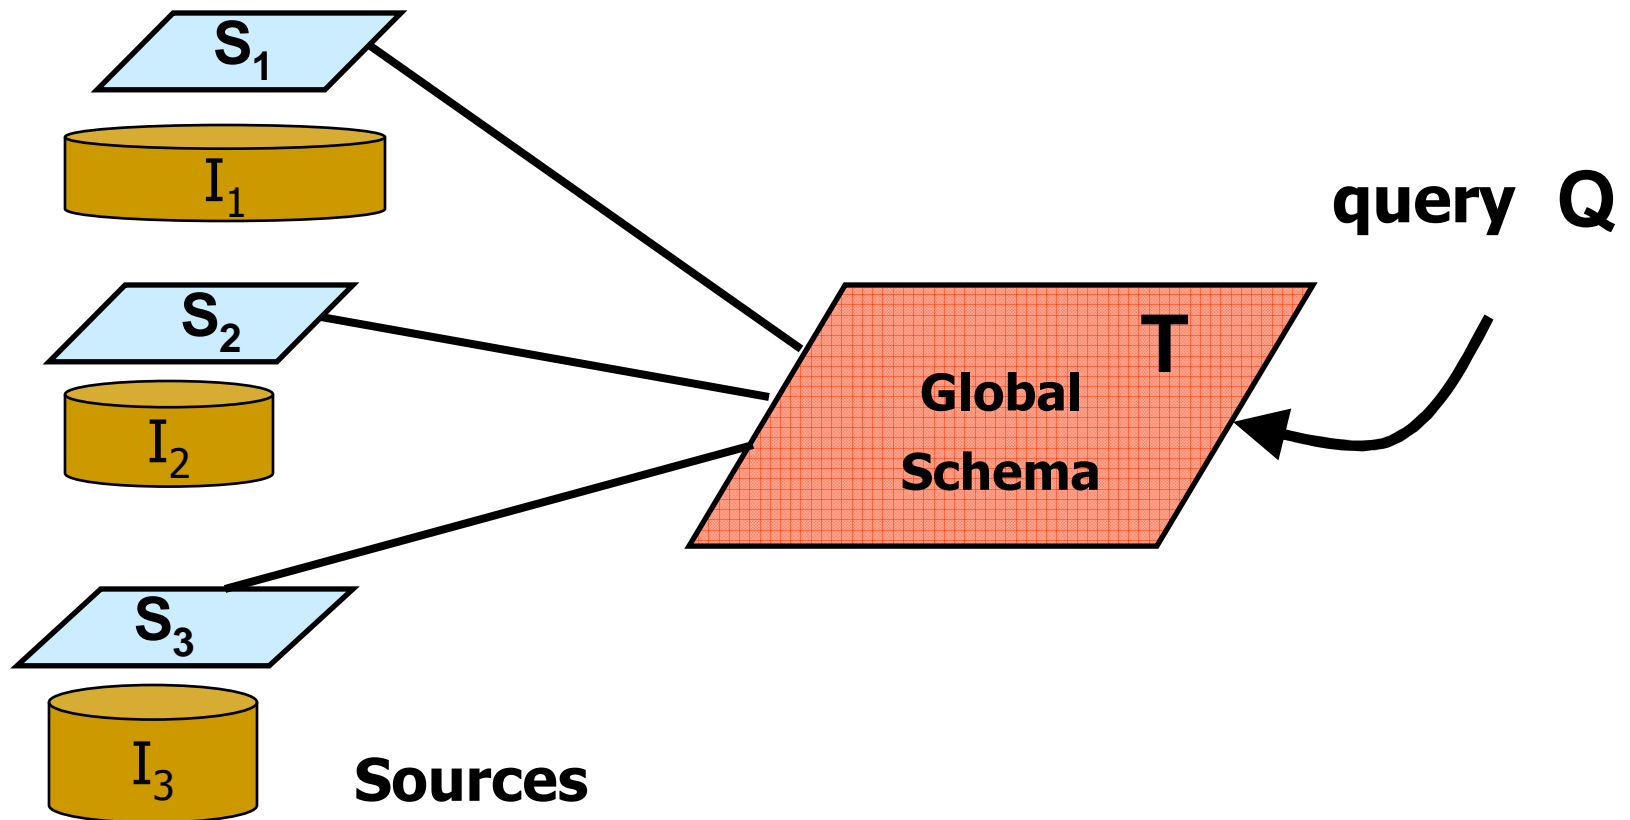 S₁
I₁
query Q
S₂
I₂
T
Global
Schema
S₃
I₃
Sources